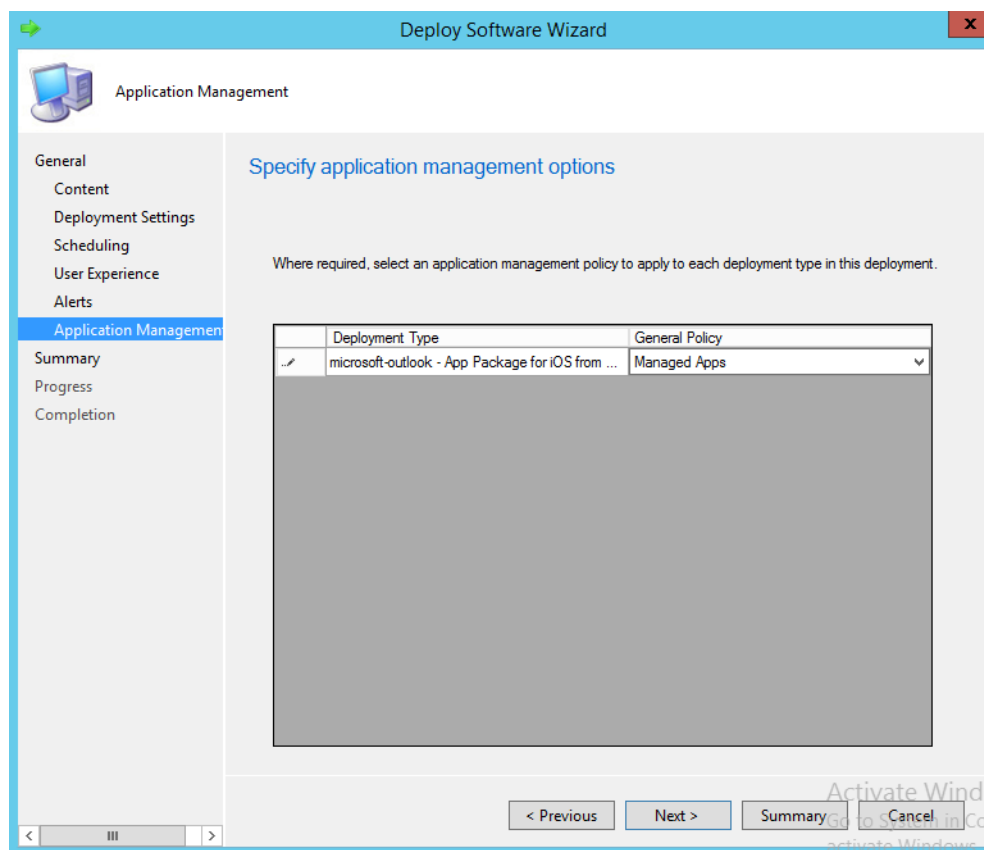 Deploy Software Wizard
x
Application Management
General
Content
Deployment Settings
Scheduling
User Experience
Alerts
Application Managemen
Summary
Progress
Completion
Specify application management options
Where required, select an application management policy to apply to each deployment type in this deployment.
Deployment Type General Policy
microsoft-outlook - App Package for iOS from ... Managed Apps
Activate Wind
< Previous Next > Summary Cancel
Go to System in Co
activate Windows